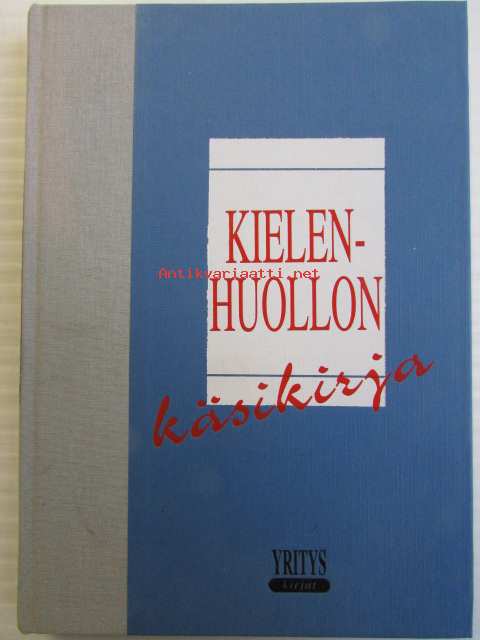 KIELEN-
Antikvariaatti.net
HUOLLON
käsikirja
YRITYS
kirjat